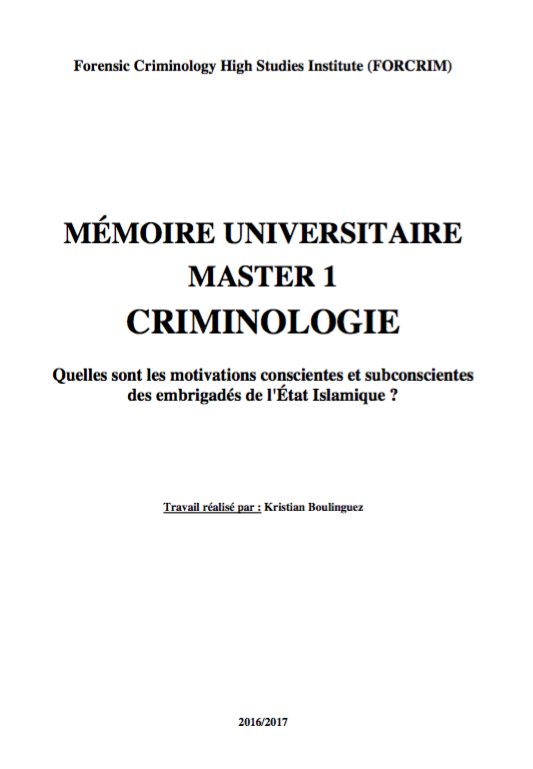 Forensic Criminology High Studies Institute (FORCRIM)
MÉMOIRE UNIVERSITAIRE
MASTER 1
CRIMINOLOGIE
Quelles sont les motivations conscientes et subconscientes
des embrigadés de l'État Islamique ?
Travail réalisé par : Kristian Boulinguez
2016/2017